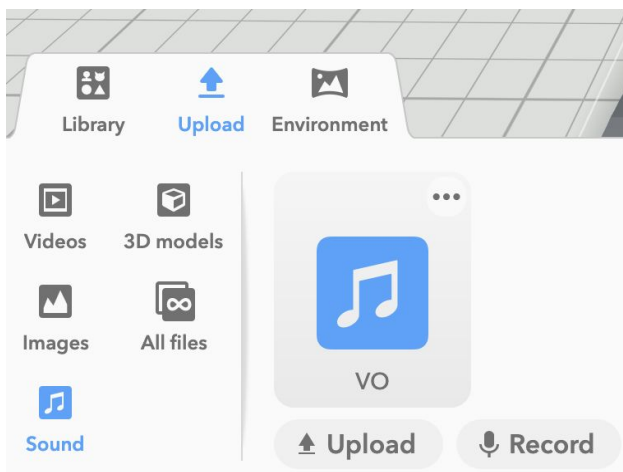 Library Upload Environment
Videos 3D models
Images All files
VO
Sound
Upload Record